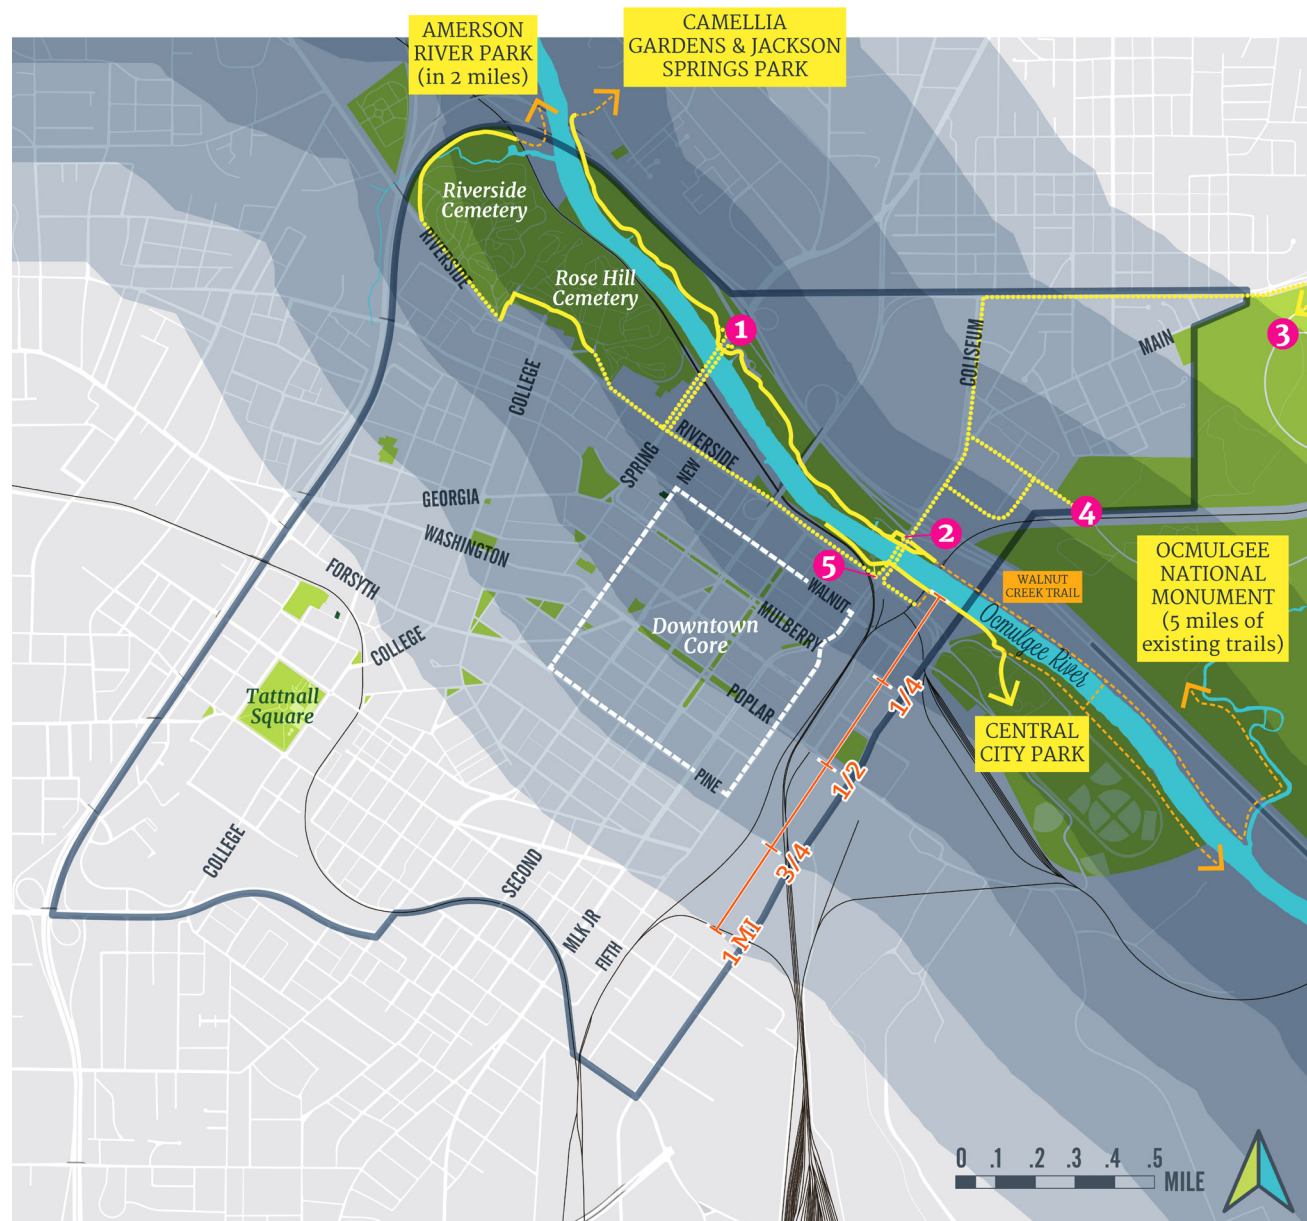 AMERSON
RIVER PARK
(in 2 miles)
CAMELLIA
GARDENS & JACKSON
SPRINGS PARK
Riverside
Cemetery
RIVERSIDE
Rose Hill
Cemetery
1
3
MAIN
COLISEUM
COLLEGE
RIVERSIDE
SPRING
NEW
GEORGIA
WASHINGTON
4
2
5
OCMULGEE
NATIONAL
MONUMENT
(5 miles of
existing trails)
WALNUT
CREEK TRAIL
FORSYTH
COLLEGE
WALNUT
MULBERRY
Downtown
Core
Ocmulgee River
Tattnall
Square
POPLAR
PINE
1/4
CENTRAL
CITY PARK
1/2
3/4
1 MI
COLLEGE
SECOND
MLK JR
FIFTH
0 .1 .2 .3 .4 .5
MILE